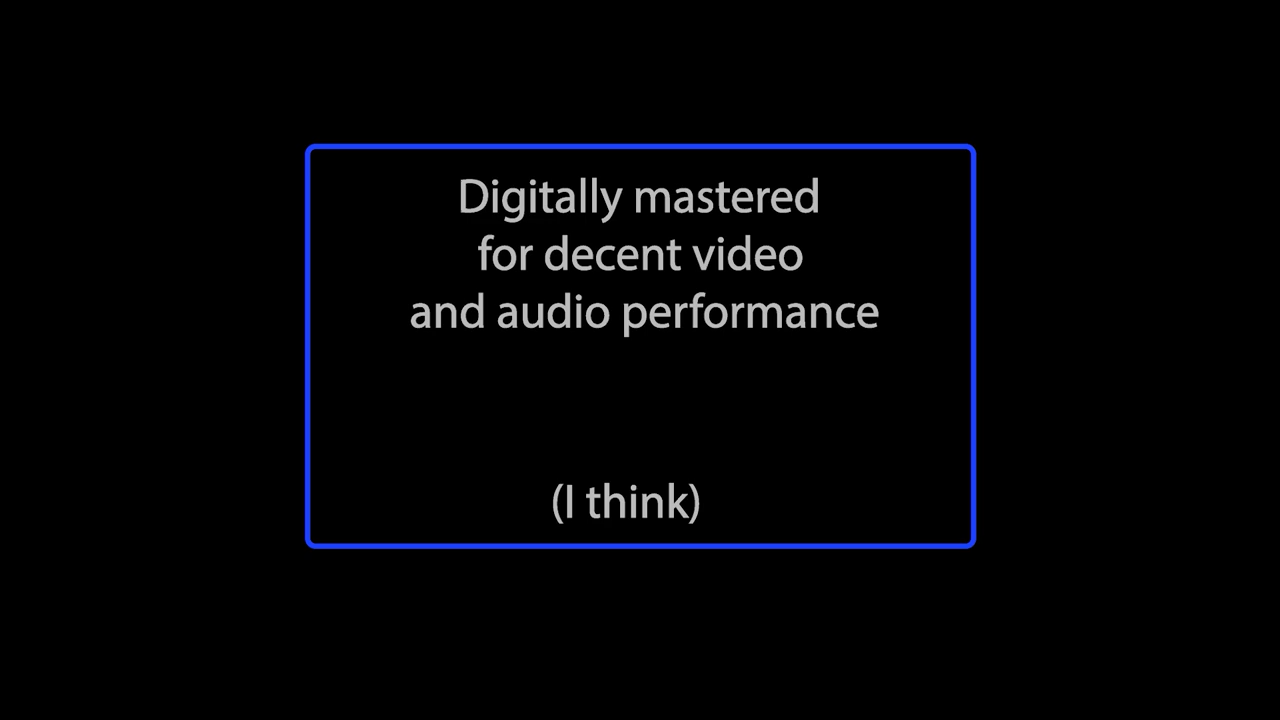 Digitally mastered
for decent video
and audio performance
(I think)